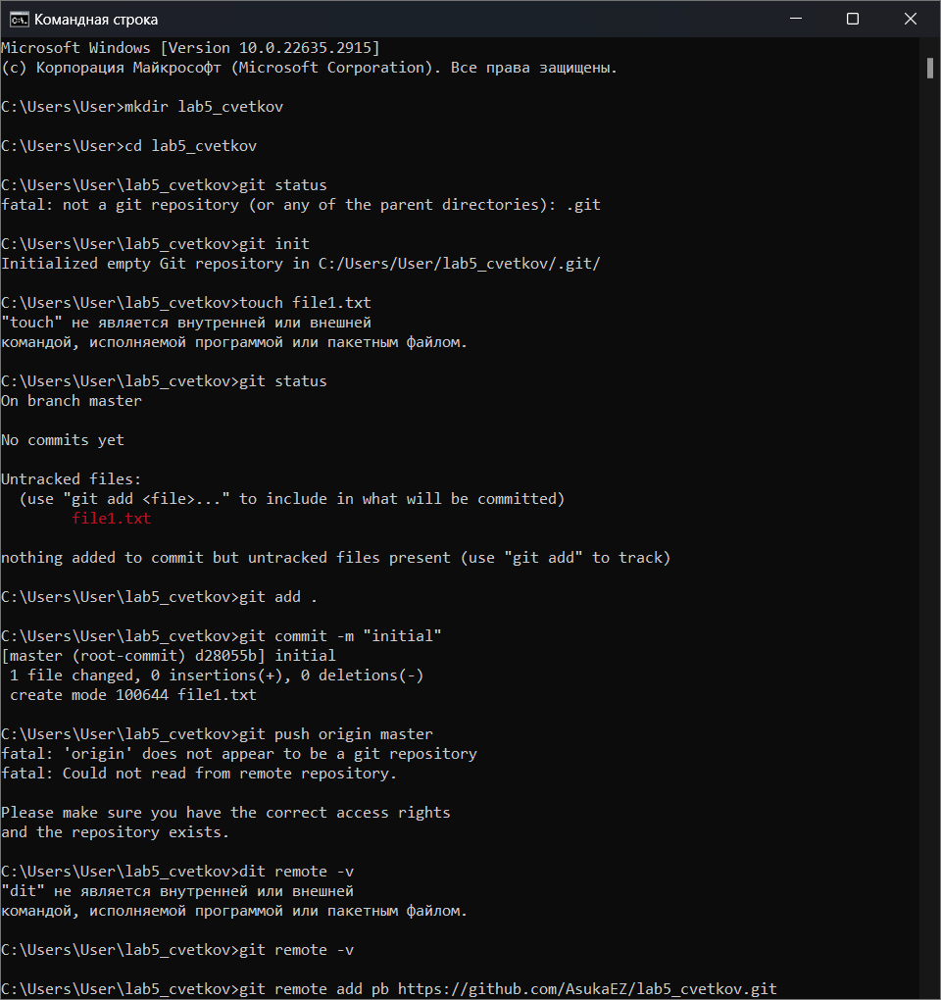 Командная строка
Microsoft Windows [Version 10.0.22635.2915]
(c) Корпорация Майкрософт (Microsoft Corporation). Все права защищены.
C:\Users\User>mkdir lab5_cvetkov
C:\Users\User>cd lab5_cvetkov
C:\Users\User\lab5_cvetkov>git status
fatal: not a git repository (or any of the parent directories): .git
C:\Users\User\lab5_cvetkov>git init
Initialized empty Git repository in C:/Users/User/lab5_cvetkov/.git/
C:\Users\User\lab5_cvetkov>touch file1.txt
"touch" не является внутренней или внешней
командой, исполняемой программой или пакетным файлом.
C:\Users\User\lab5_cvetkov>git status
On branch master
No commits yet
Untracked files:
  (use "git add <file>..." to include in what will be committed)
        file1.txt
nothing added to commit but untracked files present (use "git add" to track)
C:\Users\User\lab5_cvetkov>git add .
C:\Users\User\lab5_cvetkov>git commit -m "initial"
[master (root-commit) d28055b] initial
 1 file changed, 0 insertions(+), 0 deletions(-)
 create mode 100644 file1.txt
C:\Users\User\lab5_cvetkov>git push origin master
fatal: 'origin' does not appear to be a git repository
fatal: Could not read from remote repository.
Please make sure you have the correct access rights
and the repository exists.
C:\Users\User\lab5_cvetkov>dit remote -v
"dit" не является внутренней или внешней
командой, исполняемой программой или пакетным файлом.
C:\Users\User\lab5_cvetkov>git remote -v
C:\Users\User\lab5_cvetkov>git remote add pb https://github.com/AsukaEZ/lab5_cvetkov.git